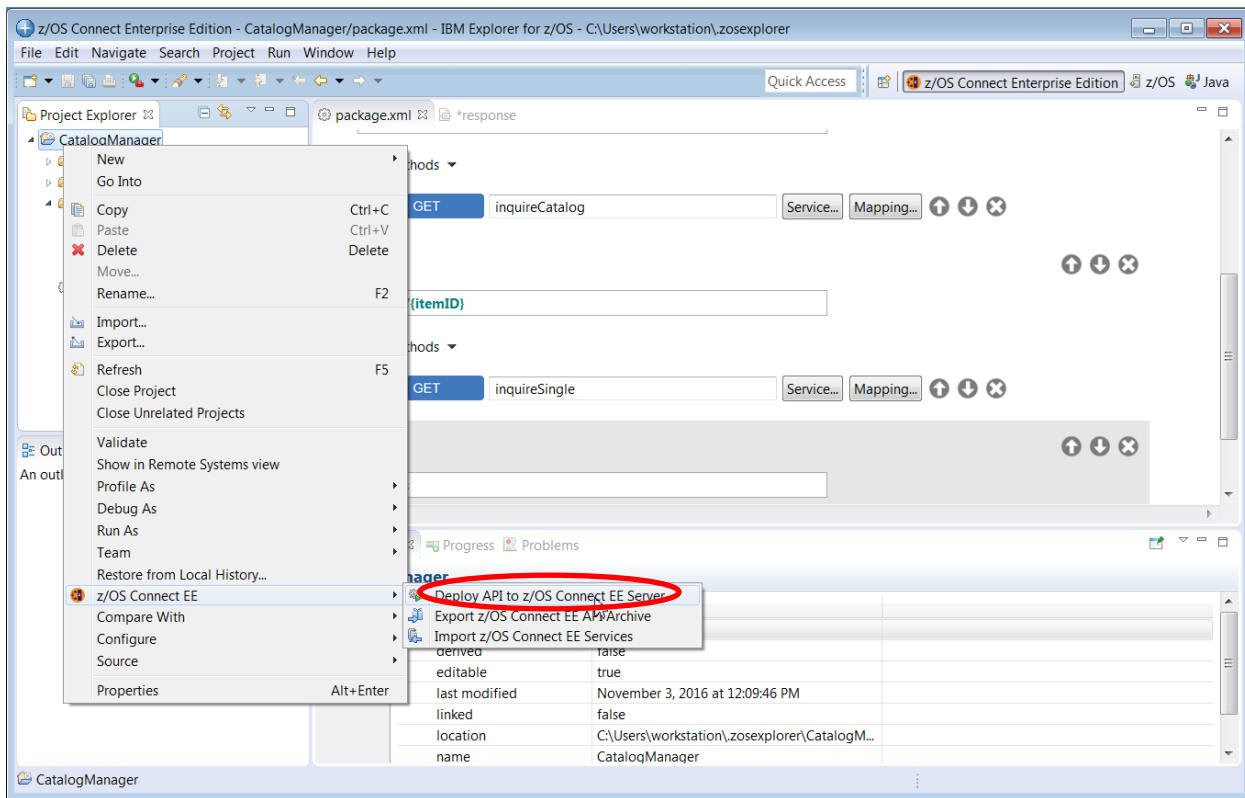 z/OS Connect Enterprise Edition - CatalogManager/package.xml - IBM Explorer for z/OS - C:\Users\workstation\.zosexplorer
File Edit Navigate Search Project Run Window Help
Quick Access z/OS Connect Enterprise Edition z/OS Java
Project Explorer package.xml *response
CatalogManager
New
thods
Go Into
Copy Ctrl+C
GET inquireCatalog Service... Mapping...
Paste Ctrl+V
Delete Delete
Move...
Rename... F2
/{itemID}
Import...
Export...
thods
Refresh F5
Close Project
GET inquireSingle Service... Mapping...
Close Unrelated Projects
Validate
Out
Show in Remote Systems view
An outl
Profile As
Debug As
Run As
Progress Problems
Team
Restore from Local History...
nager
z/OS Connect EE
Deploy API to z/OS Connect EE Server
Compare With
Export z/OS Connect EE API Archive
Configure
Import z/OS Connect EE Services
derived false
Source
editable true
Properties Alt+Enter
last modified November 3, 2016 at 12:09:46 PM
linked false
location C:\Users\workstation\.zosexplorer\CatalogM...
name CatalogManager
CatalogManager